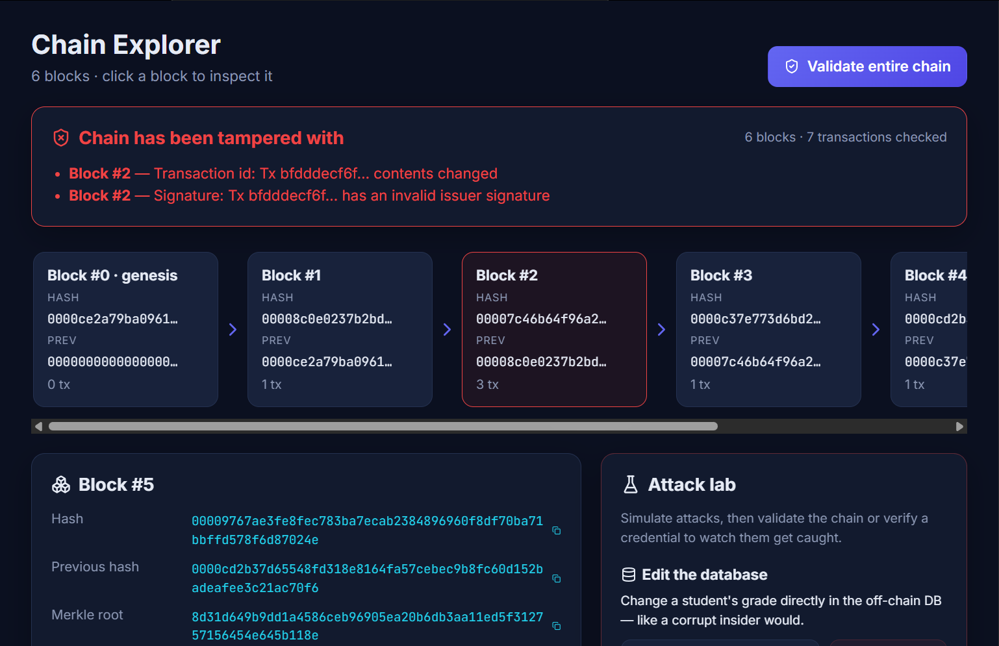 Chain Explorer
6 blocks · click a block to inspect it
Validate entire chain
Chain has been tampered with
6 blocks · 7 transactions checked
• Block #2 — Transaction id: Tx bfdddecf6f... contents changed
• Block #2 — Signature: Tx bfdddecf6f... has an invalid issuer signature
Block #0 · genesis
HASH
0000ce2a79ba0961…
PREV
0000000000000000…
0 tx
Block #1
HASH
00008c0e0237b2bd…
PREV
0000ce2a79ba0961…
1 tx
Block #2
HASH
00007c46b64f96a2…
PREV
00008c0e0237b2bd…
3 tx
Block #3
HASH
0000c37e773d6bd2…
PREV
00007c46b64f96a2…
1 tx
Block #4
HASH
0000cd2b
PREV
0000c37e
1 tx
Block #5
Hash
00009767ae3fe8fec783ba7ecab2384896960f8df70ba71
bbffd578f6d87024e
Previous hash
0000cd2b37d65548fd318e8164fa57cebec9b8fc60d152b
adeafee3c21ac70f6
Merkle root
8d31d649b9dd1a4586ceb96905ea20b6db3aa11ed5f3127
57156454e645b118e
Attack lab
Simulate attacks, then validate the chain or verify a
credential to watch them get caught.
Edit the database
Change a student's grade directly in the off-chain DB
— like a corrupt insider would.